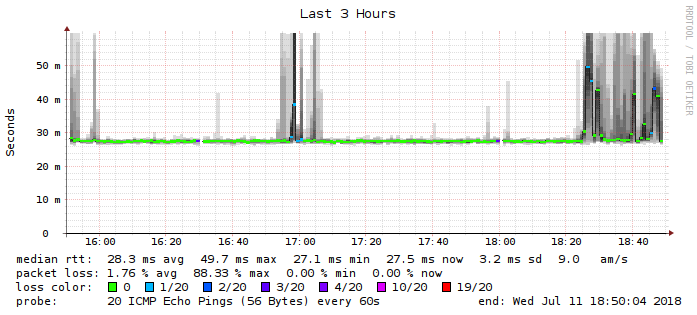 Last 3 Hours
RRDTOOL / TOBI OETIKER
Seconds
50 m
40 m
30 m
20 m
10 m
0
16:00 16:20 16:40 17:00 17:20 17:40 18:00 18:20 18:40
median rtt: 28.3 ms avg 49.7 ms max 27.1 ms min 27.5 ms now 3.2 ms sd 9.0 am/s
packet loss: 1.76 % avg 88.33 % max 0.00 % min 0.00 % now
loss color: 0 1/20 2/20 3/20 4/20 10/20 19/20
probe: 20 ICMP Echo Pings (56 Bytes) every 60s end: Wed Jul 11 18:50:04 2018